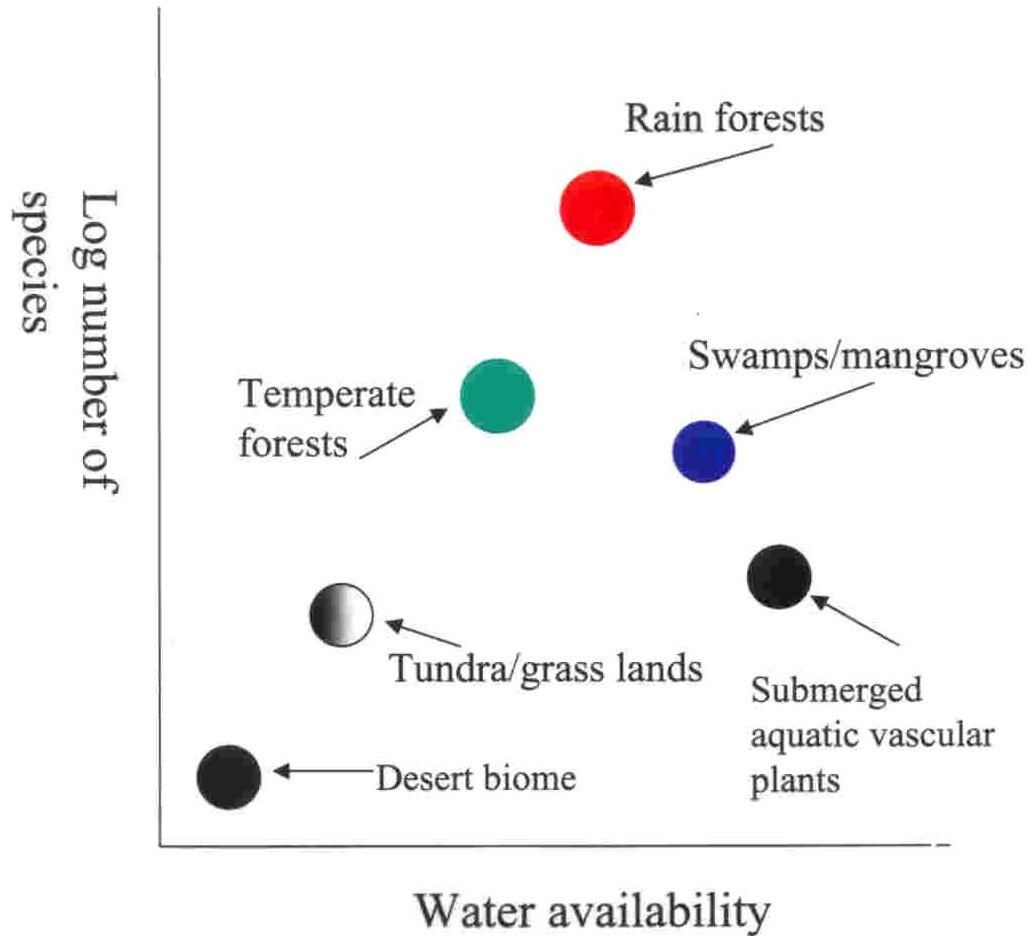 Rain forests
Log number of
species
Swamps/mangroves
Temperate
forests
Tundra/grass lands
Submerged
aquatic vascular
plants
Desert biome
Water availability